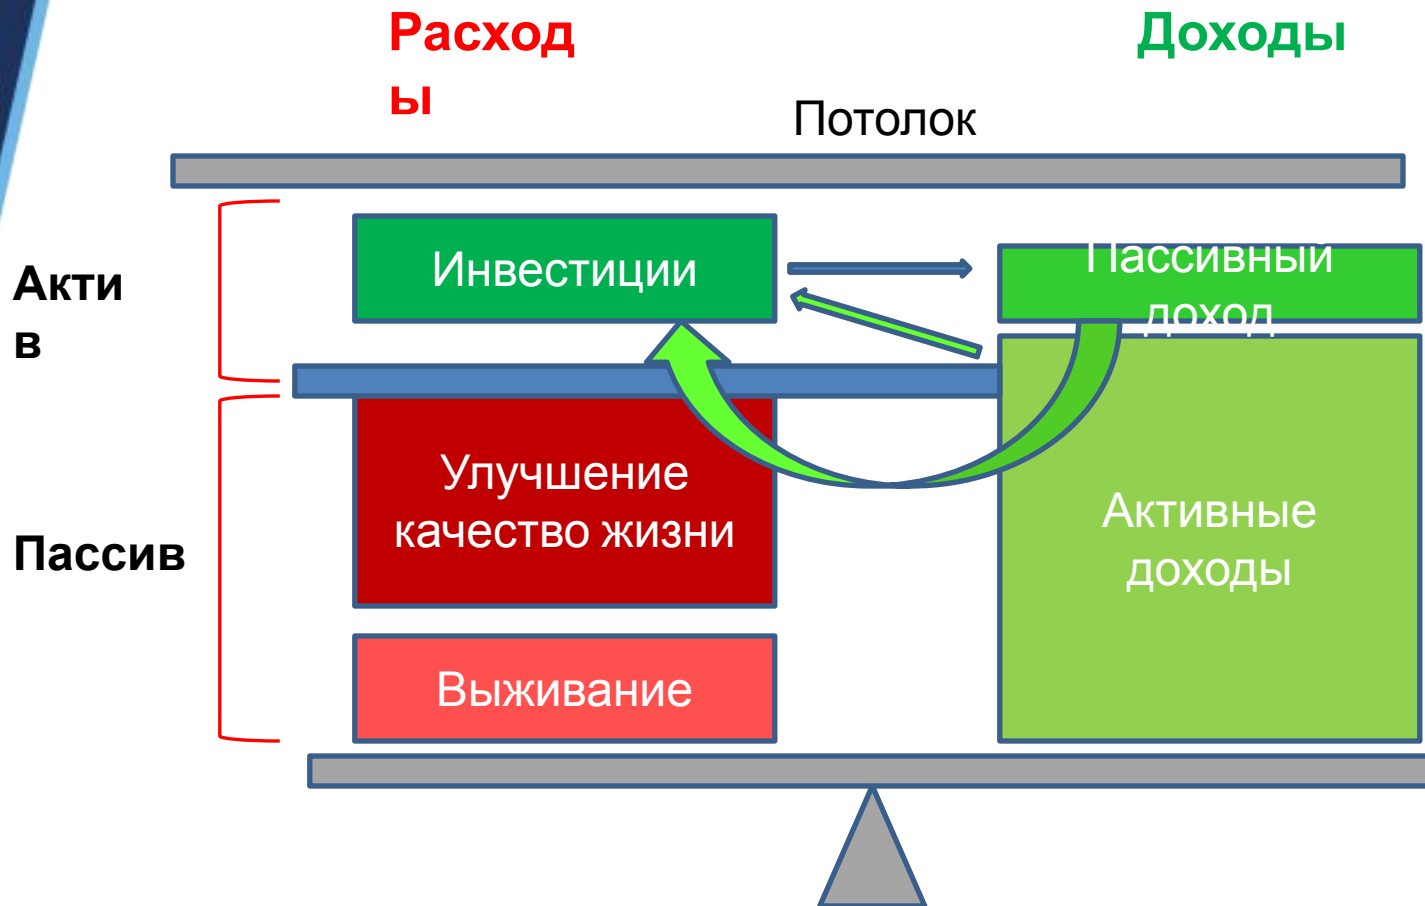 Расход
ы
Доходы
Потолок
Акти
в
Инвестиции
Пассивный
доход
Пассив
Улучшение
качество жизни
Активные
доходы
Выживание